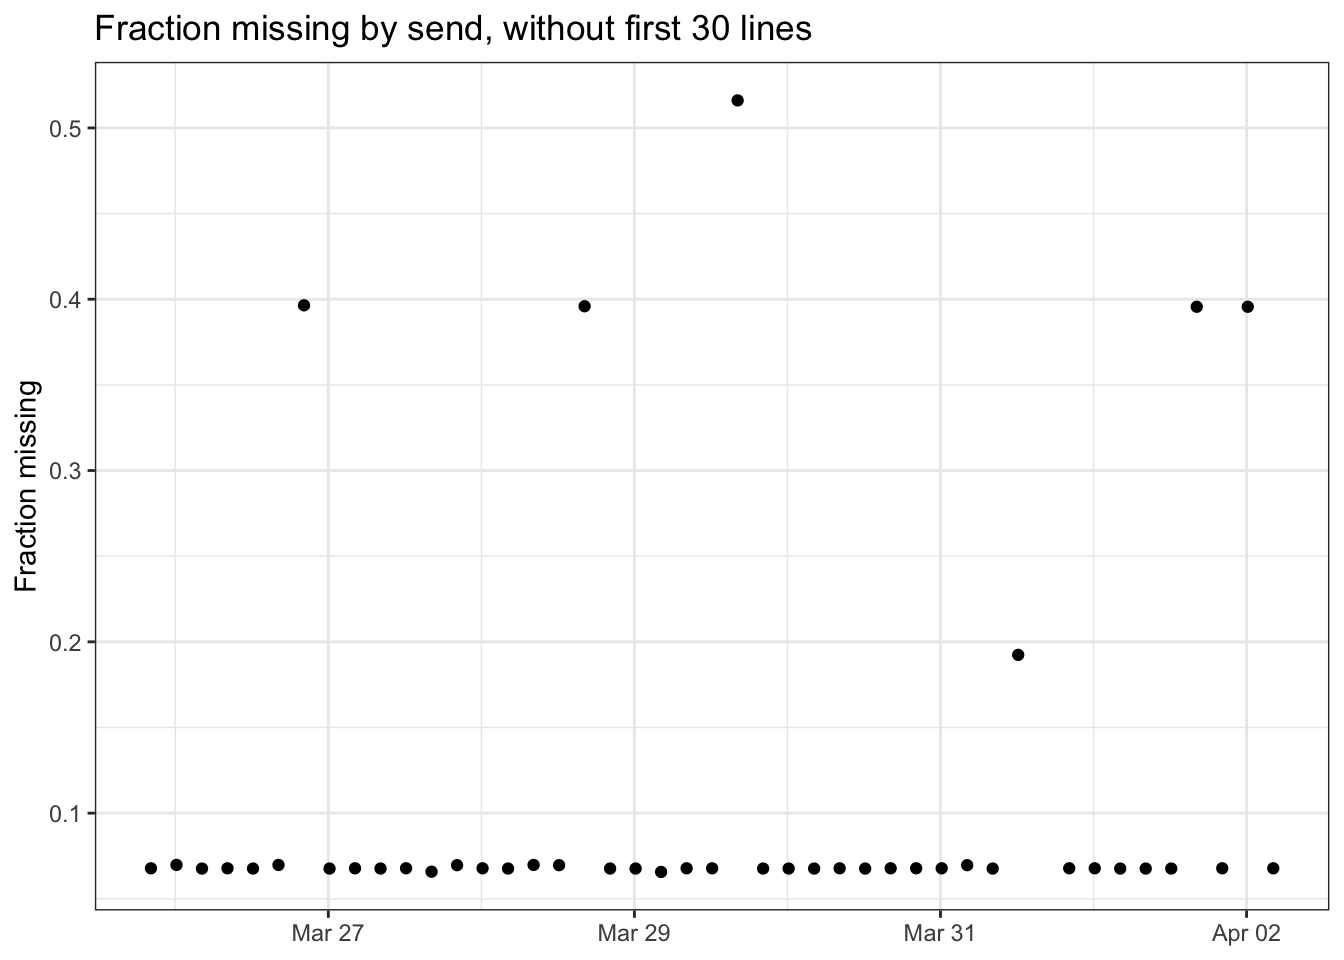 Fraction missing by send, without first 30 lines
Fraction missing
0.5
0.4
0.3
0.2
0.1
Mar 27 Mar 29 Mar 31 Apr 02